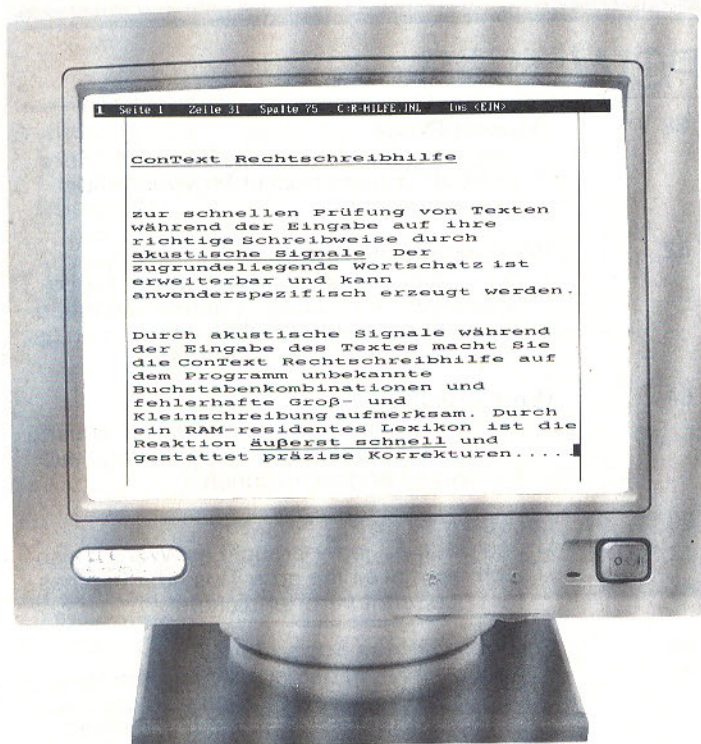 1 Seite 1 Zeile 31 Spalte 75 C:R-HILFE.INL Ins <EIN>
ConText Rechtschreibhilfe
zur schnellen Prüfung von Texten
während der Eingabe auf ihre
richtige Schreibweise durch
akustische Signale Der
zugrundeliegende Wortschatz ist
erweiterbar und kann
anwenderspezifisch erzeugt werden.
Durch akustische Signale während
der Eingabe des Textes macht Sie
die ConText Rechtschreibhilfe auf
dem Programm unbekannte
Buchstabenkombinationen und
fehlerhafte Groß- und
Kleinschreibung aufmerksam. Durch
ein RAM-residentes Lexikon ist die
Reaktion äußerst schnell und
gestattet präzise Korrekturen.....